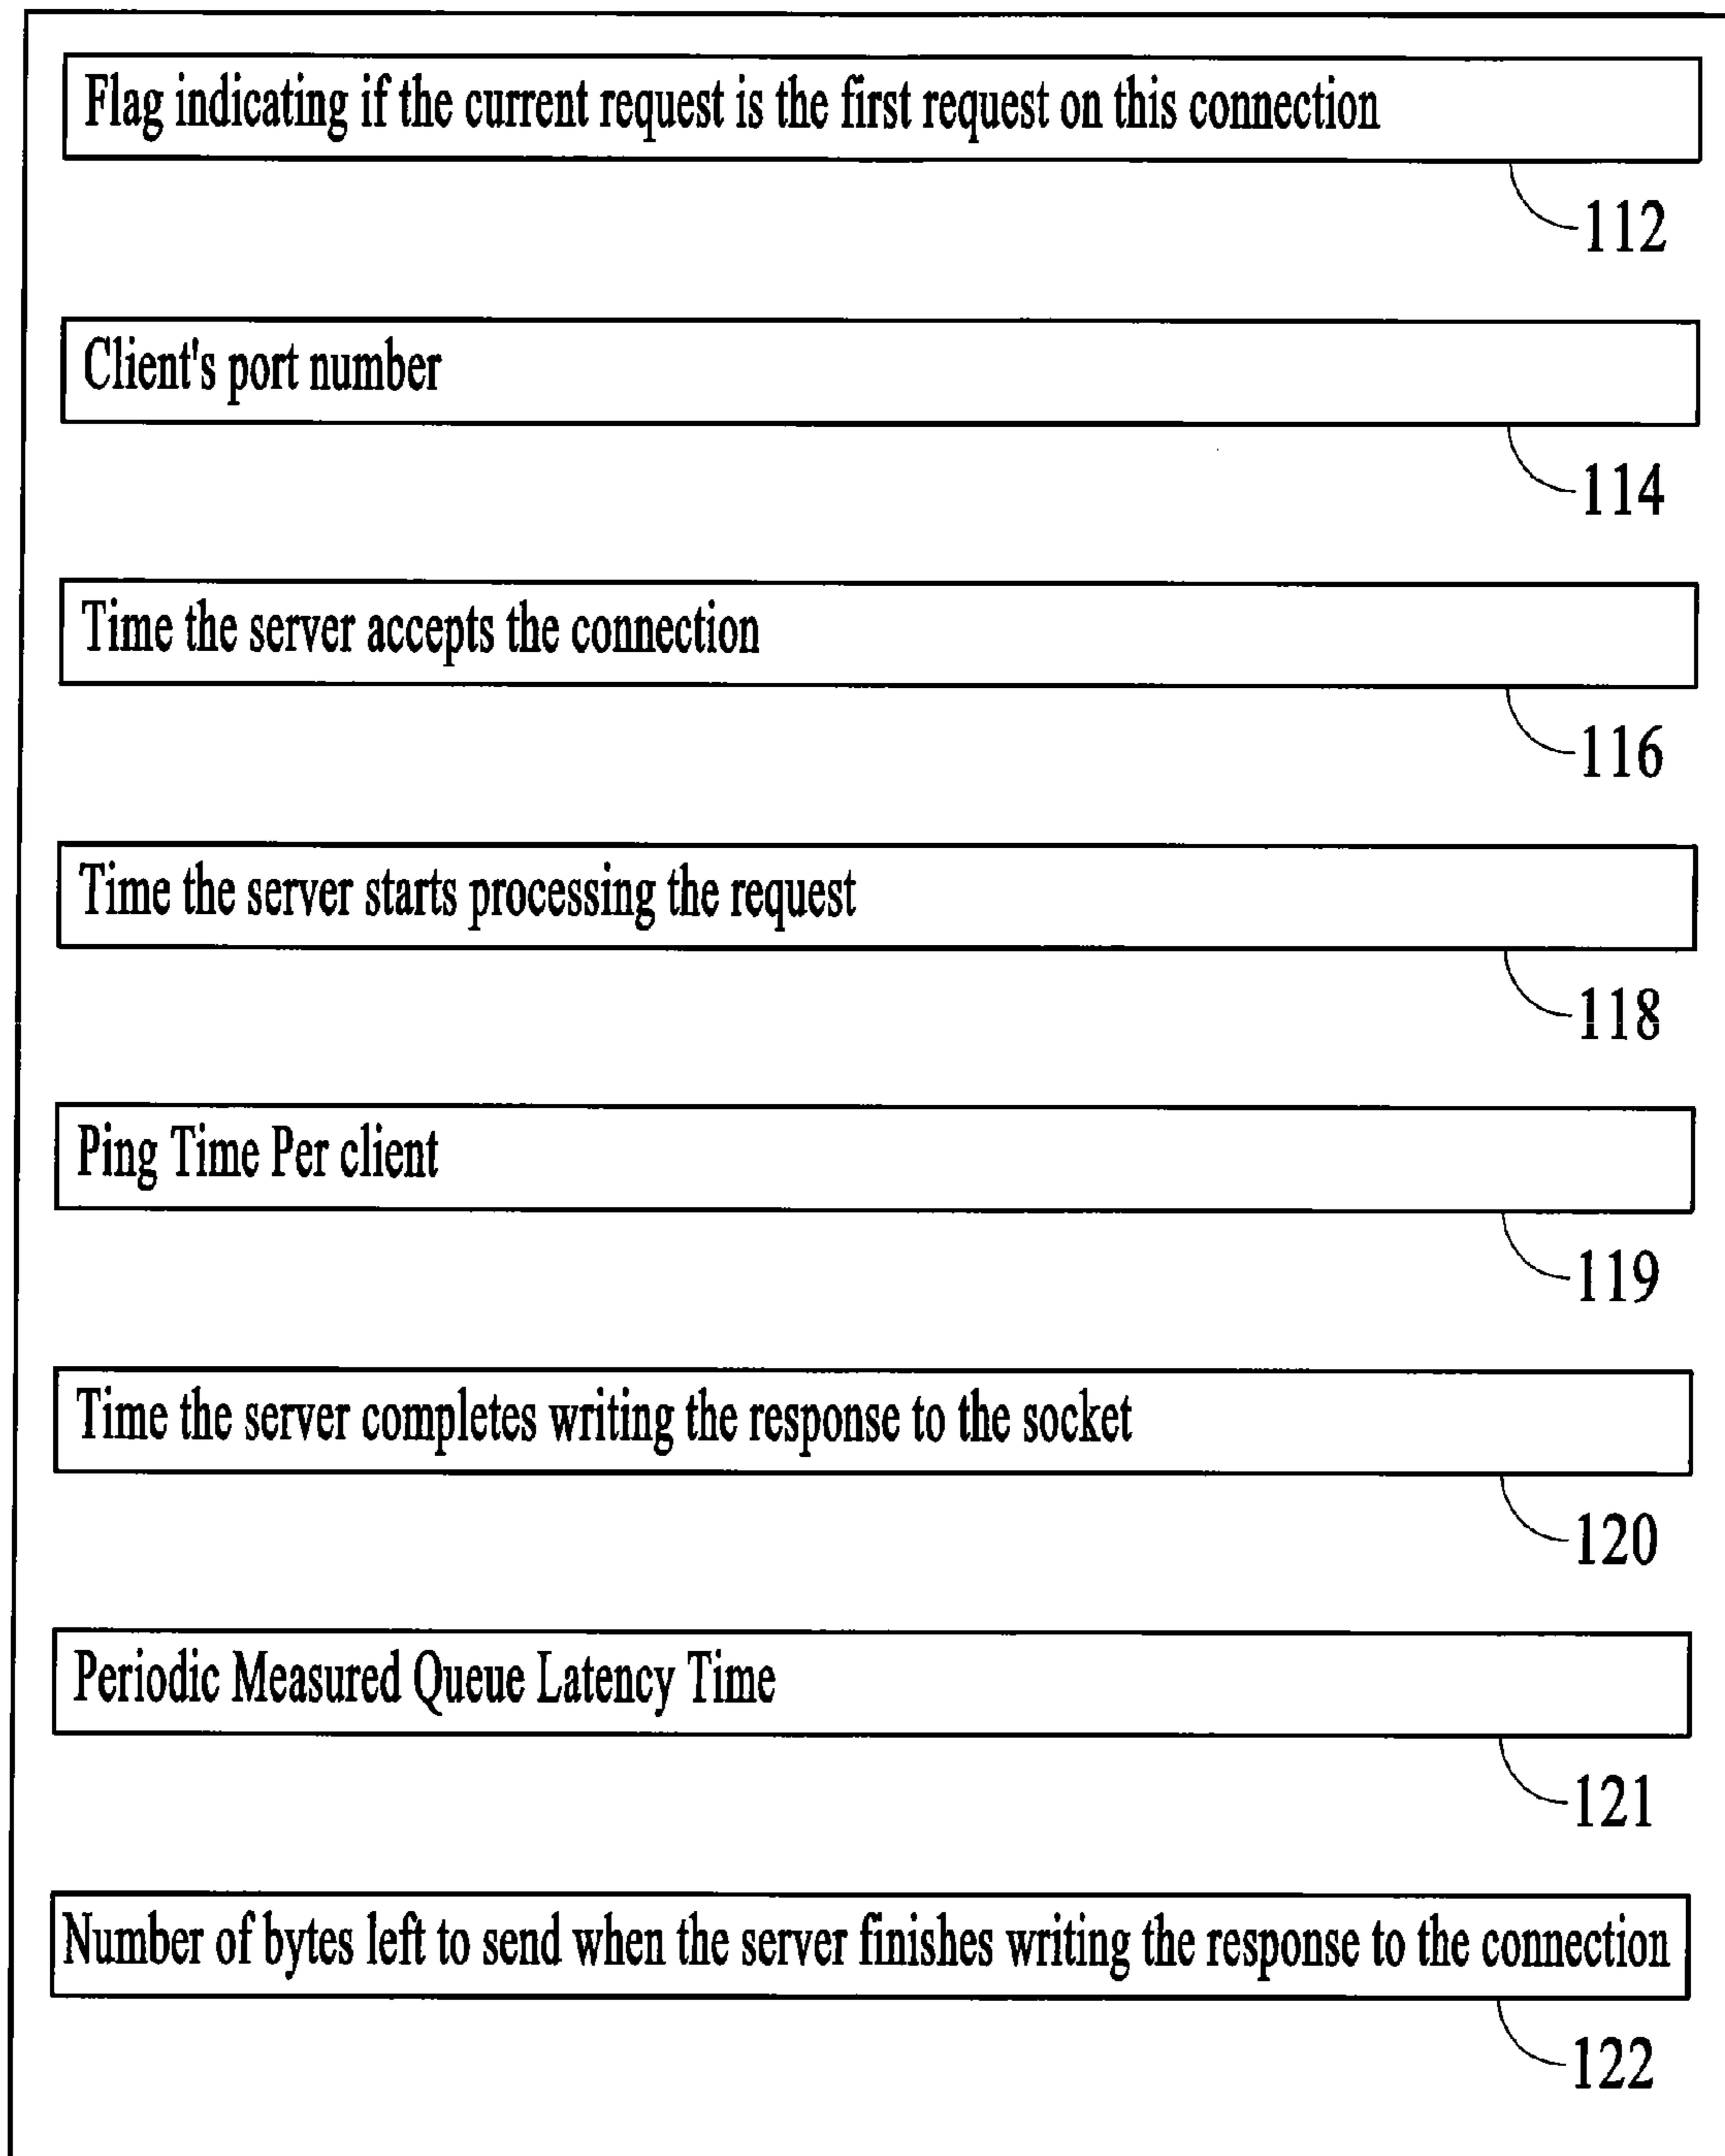 Flag indicating if the current request is the first request on this connection
112
Client's port number
114
Time the server accepts the connection
116
Time the server starts processing the request
118
Ping Time Per client
119
Time the server completes writing the response to the socket
120
Periodic Measured Queue Latency Time
121
Number of bytes left to send when the server finishes writing the response to the connection
122